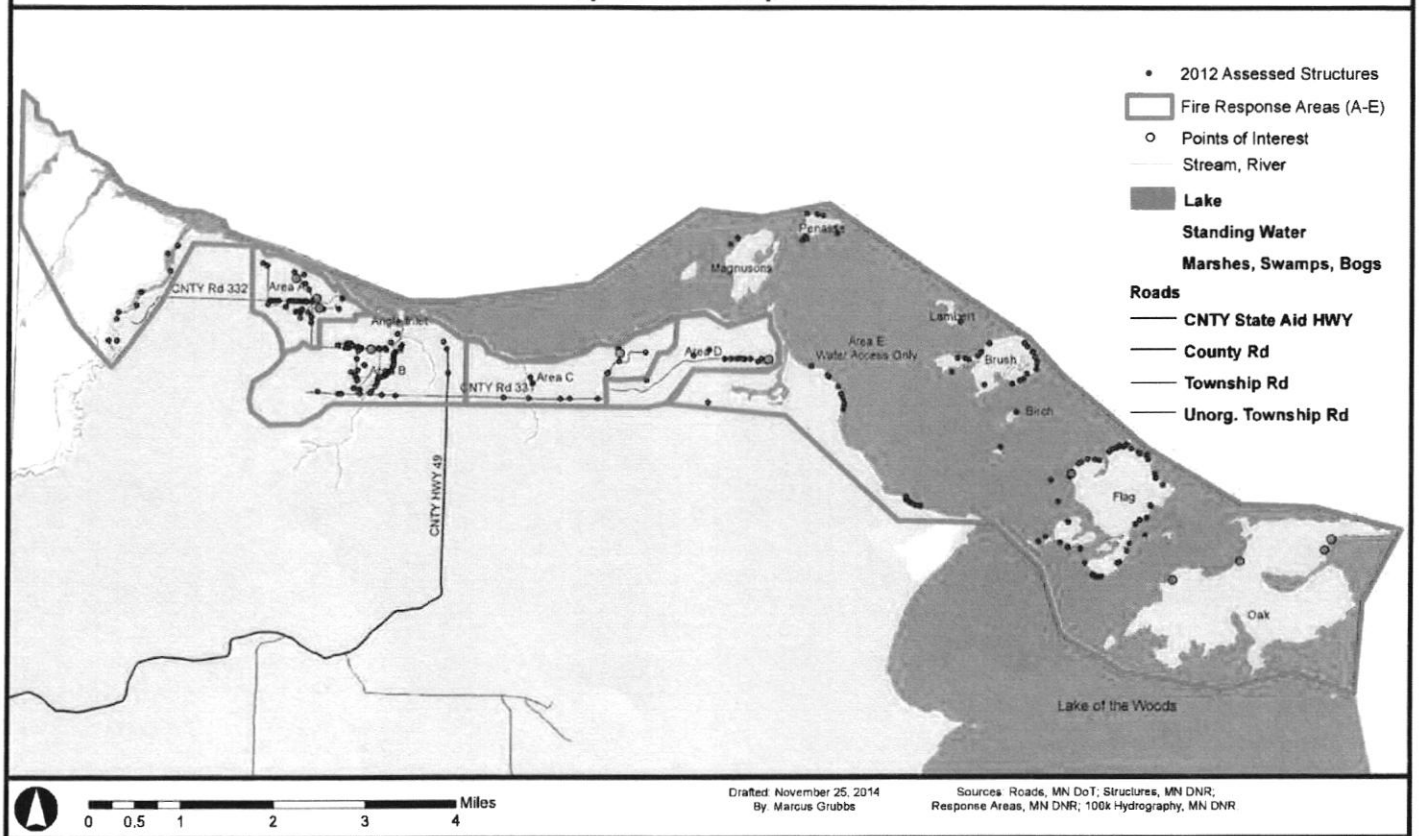 2012 Assessed Structures
Fire Response Areas (A-E)
Points of Interest
Stream, River
Lake
Standing Water
Marshes, Swamps, Bogs
Roads
CNTY State Aid HWY
County Rd
Township Rd
Unorg. Township Rd
Penasse
Magnusons
CNTY Rd 332
Area A
Angle Inlet
Lambert
Area E
Water Access Only
Area D
Brush
Area B
Area C
CNTY Rd 331
Birch
CNTY HWY 49
Flag
Oak
Lake of the Woods
Miles
0 0.5 1 2 3 4
Drafted: November 25, 2014
By: Marcus Grubbs
Sources: Roads, MN DoT; Structures, MN DNR;
Response Areas, MN DNR; 100k Hydrography, MN DNR